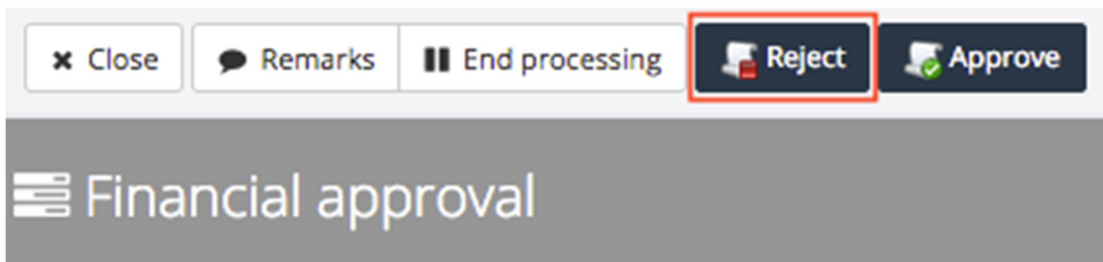 Close Remarks End processing Reject Approve
Financial approval